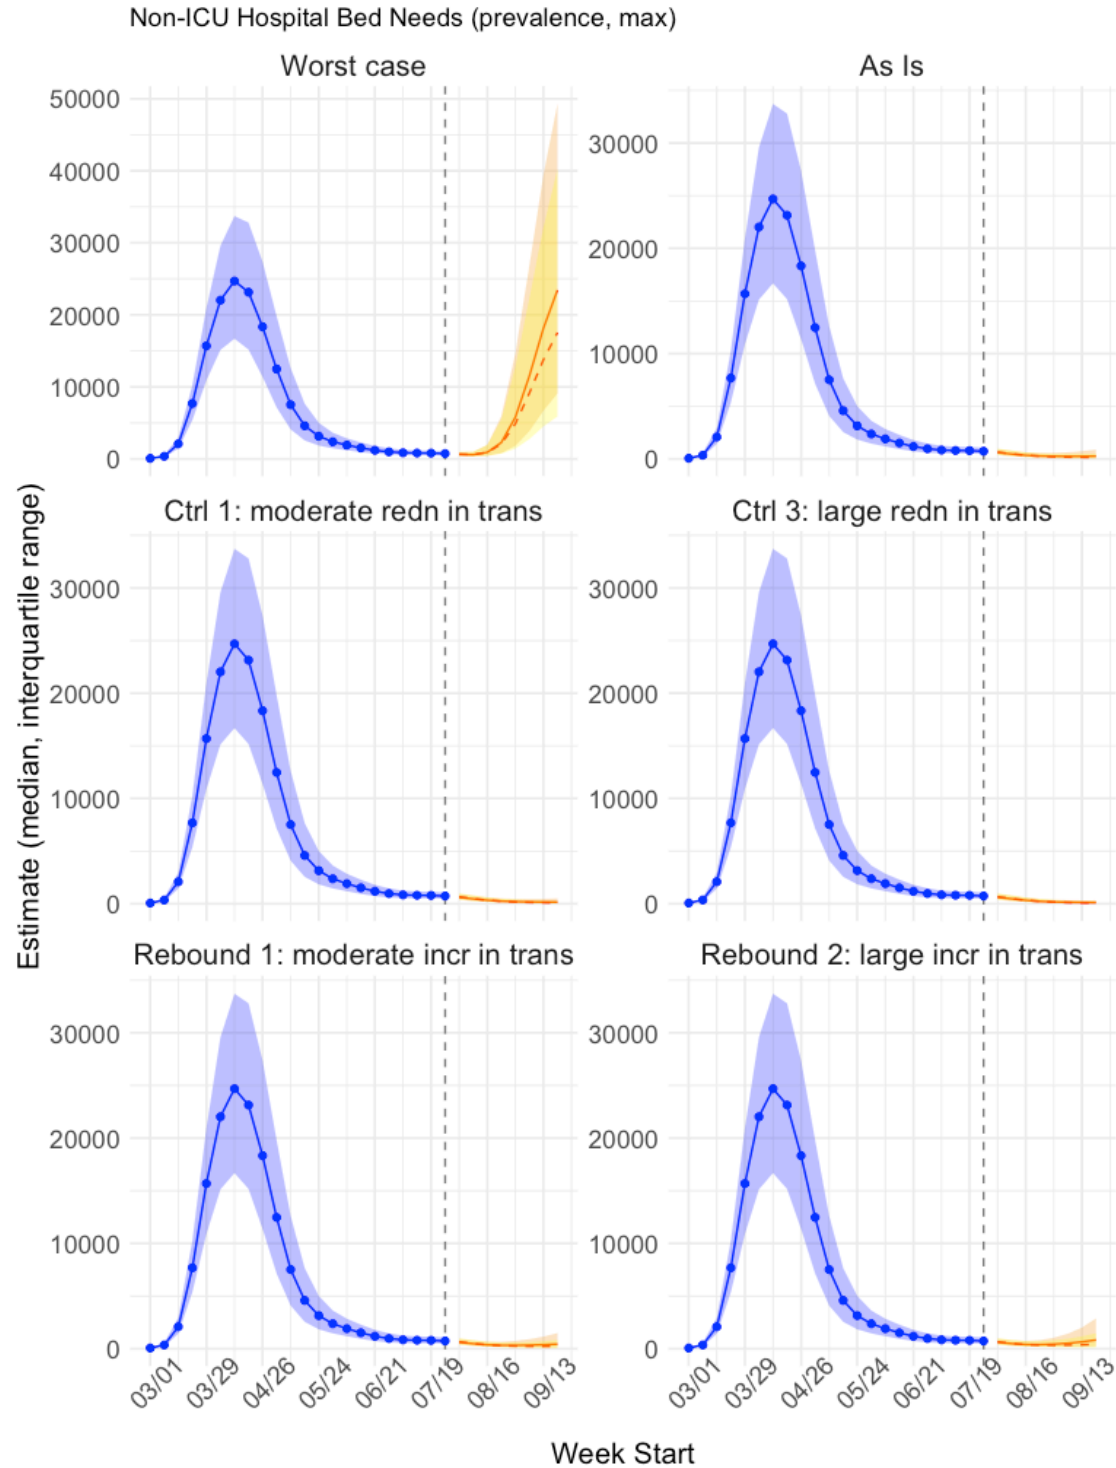 Non-ICU Hospital Bed Needs (prevalence, max)
Worst case
As Is
50000
40000
30000
20000
10000
0
30000
20000
10000
0
Estimate (median, interquartile range)
Ctrl 1: moderate redn in trans
Ctrl 3: large redn in trans
30000
20000
10000
0
30000
20000
10000
0
Rebound 1: moderate incr in trans
Rebound 2: large incr in trans
30000
20000
10000
0
30000
20000
10000
0
03/01 03/29 04/26 05/24 06/21 07/19 08/16 09/13
03/01 03/29 04/26 05/24 06/21 07/19 08/16 09/13
Week Start